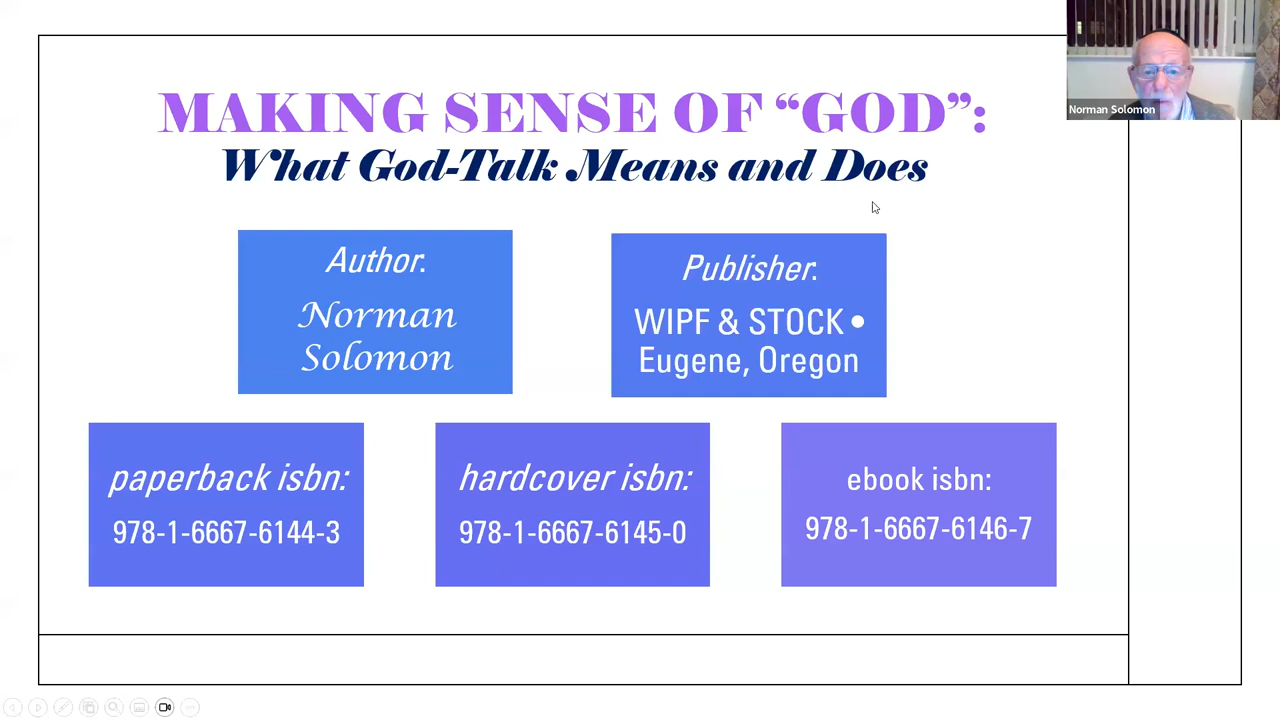 MAKING SENSE OF “GOD”:
What God-Talk Means and Does
Norman Solomon
Author:
Norman
Solomon
Publisher:
WIPF & STOCK •
Eugene, Oregon
paperback isbn:
978-1-6667-6144-3
hardcover isbn:
978-1-6667-6145-0
ebook isbn:
978-1-6667-6146-7